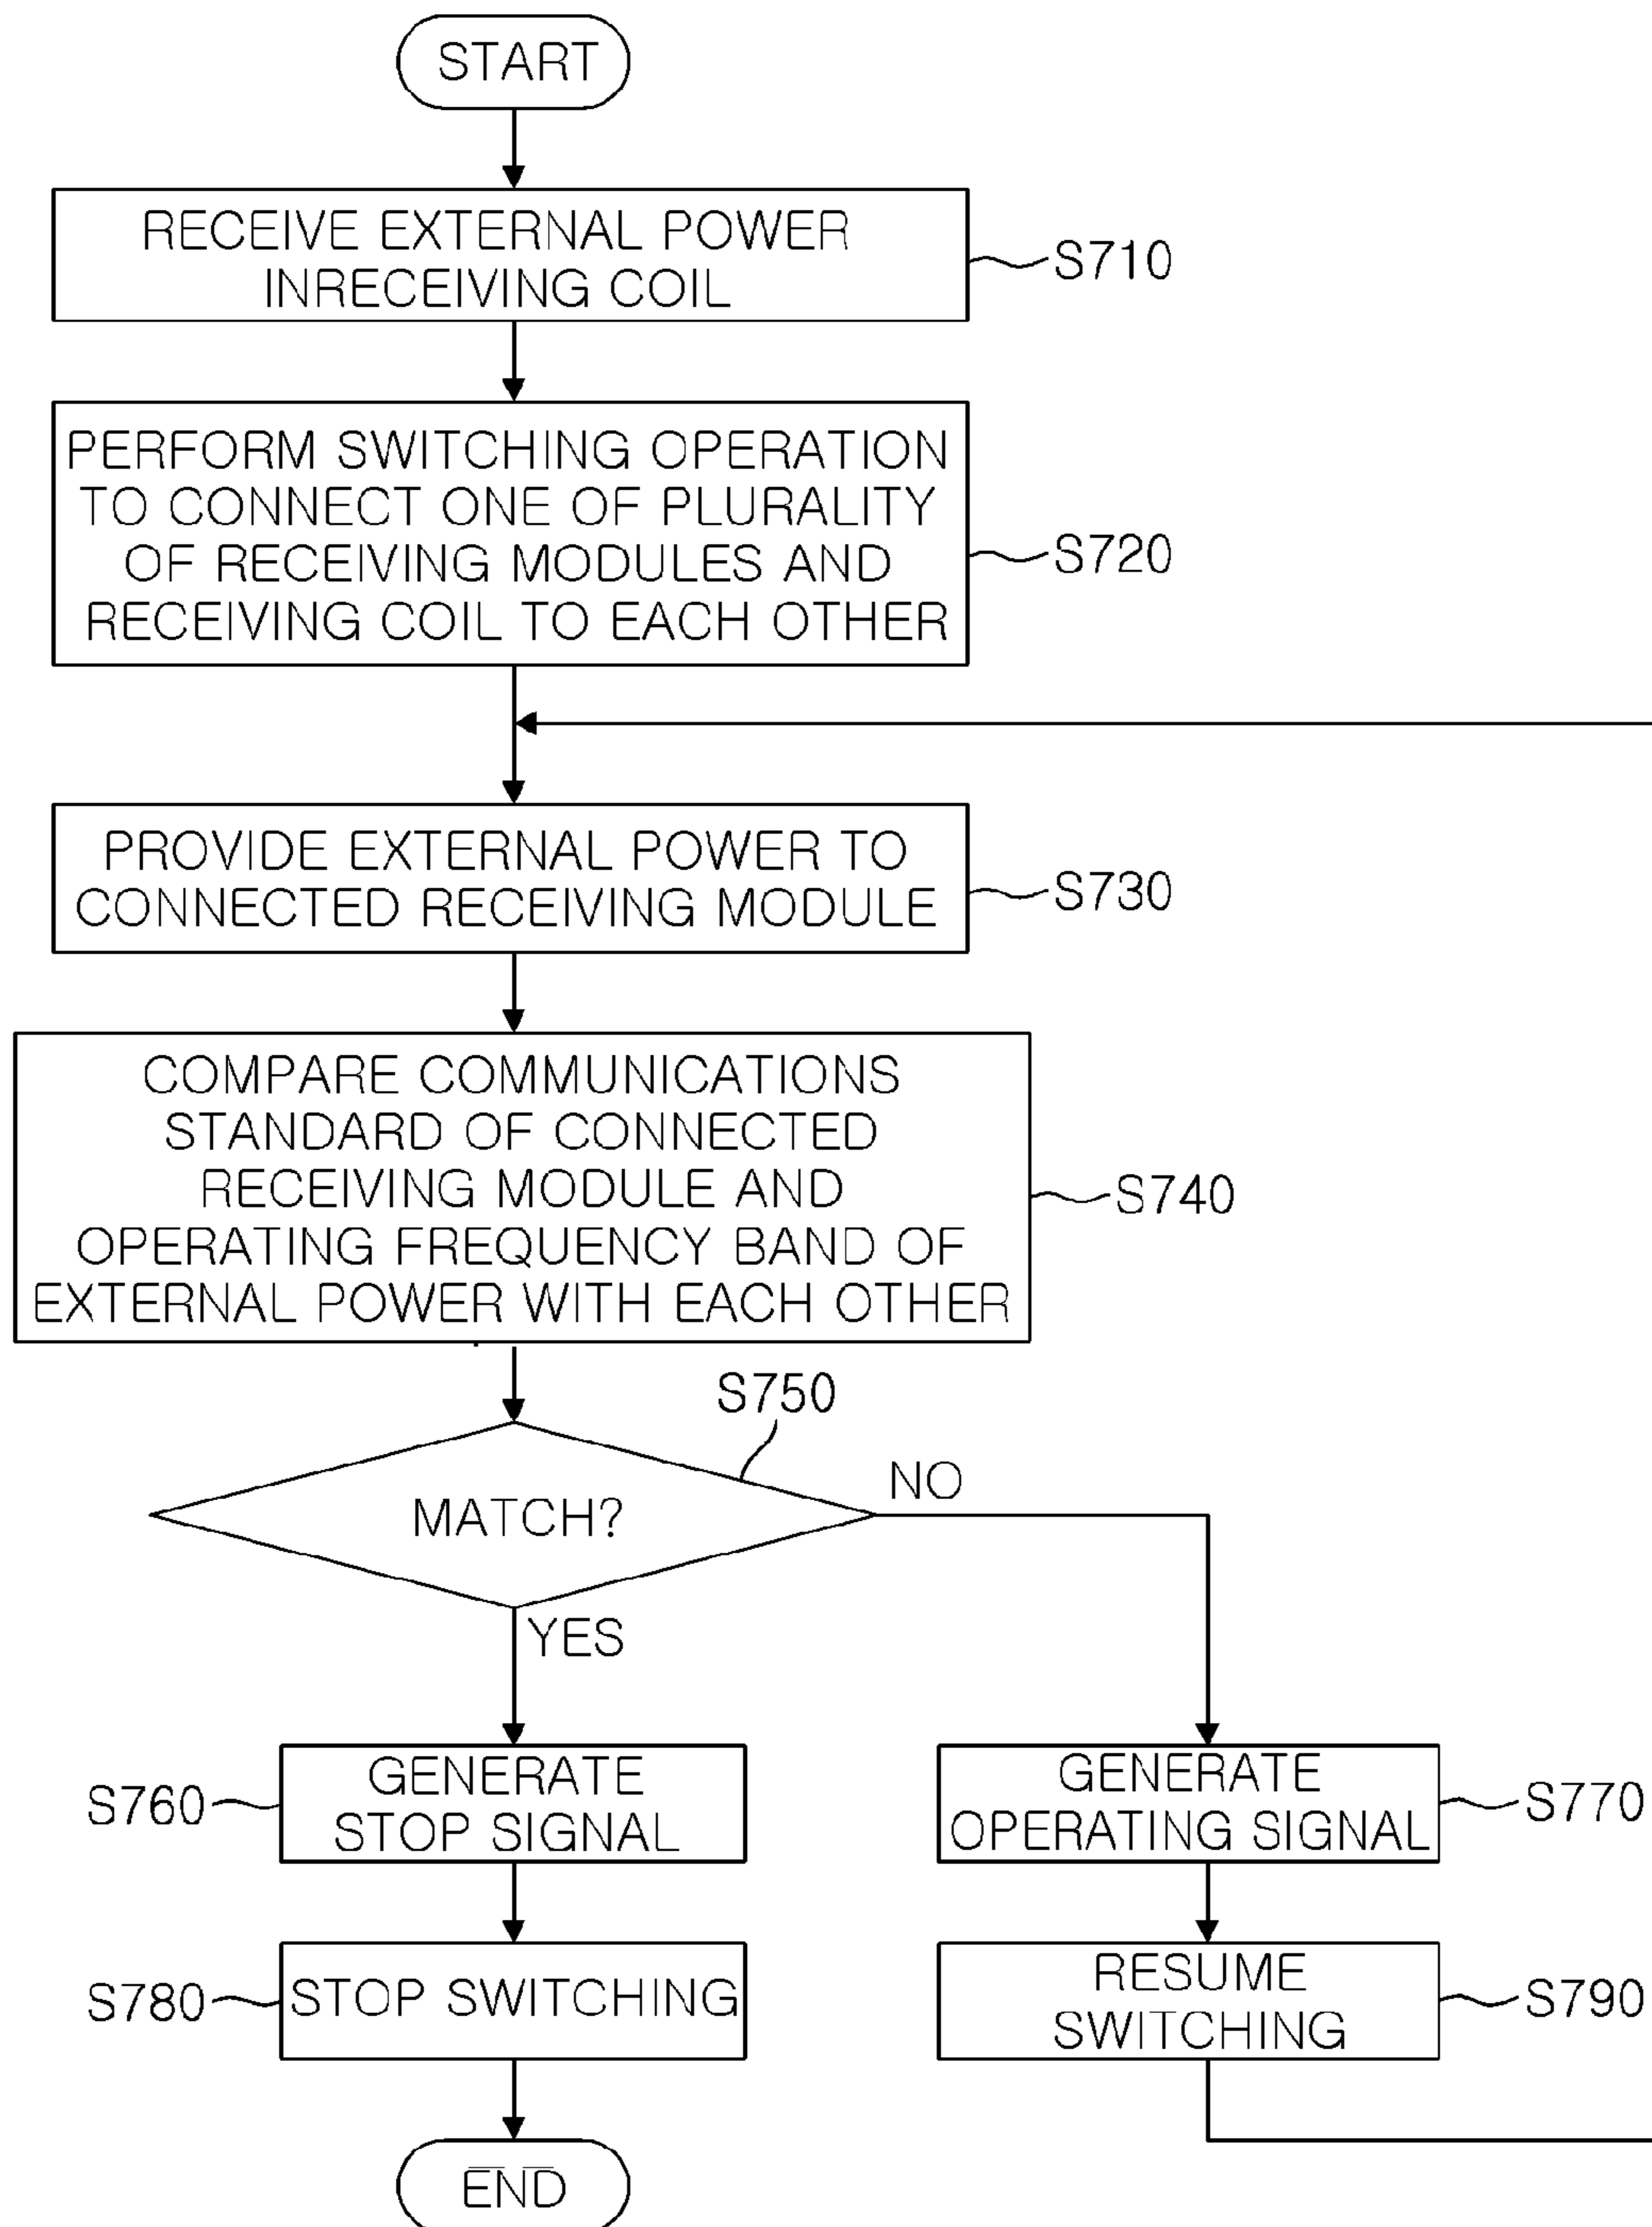 START
RECEIVE EXTERNAL POWER
INRECEIVING COIL
S710
PERFORM SWITCHING OPERATION
TO CONNECT ONE OF PLURALITY
OF RECEIVING MODULES AND
RECEIVING COIL TO EACH OTHER
S720
PROVIDE EXTERNAL POWER TO
CONNECTED RECEIVING MODULE
S730
COMPARE COMMUNICATIONS
STANDARD OF CONNECTED
RECEIVING MODULE AND
OPERATING FREQUENCY BAND OF
EXTERNAL POWER WITH EACH OTHER
S740
S750
MATCH?
NO
YES
GENERATE
STOP SIGNAL
S760
GENERATE
OPERATING SIGNAL
S770
STOP SWITCHING
S780
RESUME
SWITCHING
S790
END